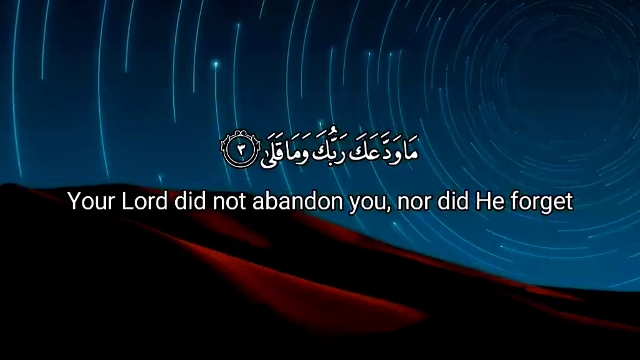 مَا وَدَّعَكَ رَبُّكَ وَمَا قَلَىٰ ٣
Your Lord did not abandon you, nor did He forget